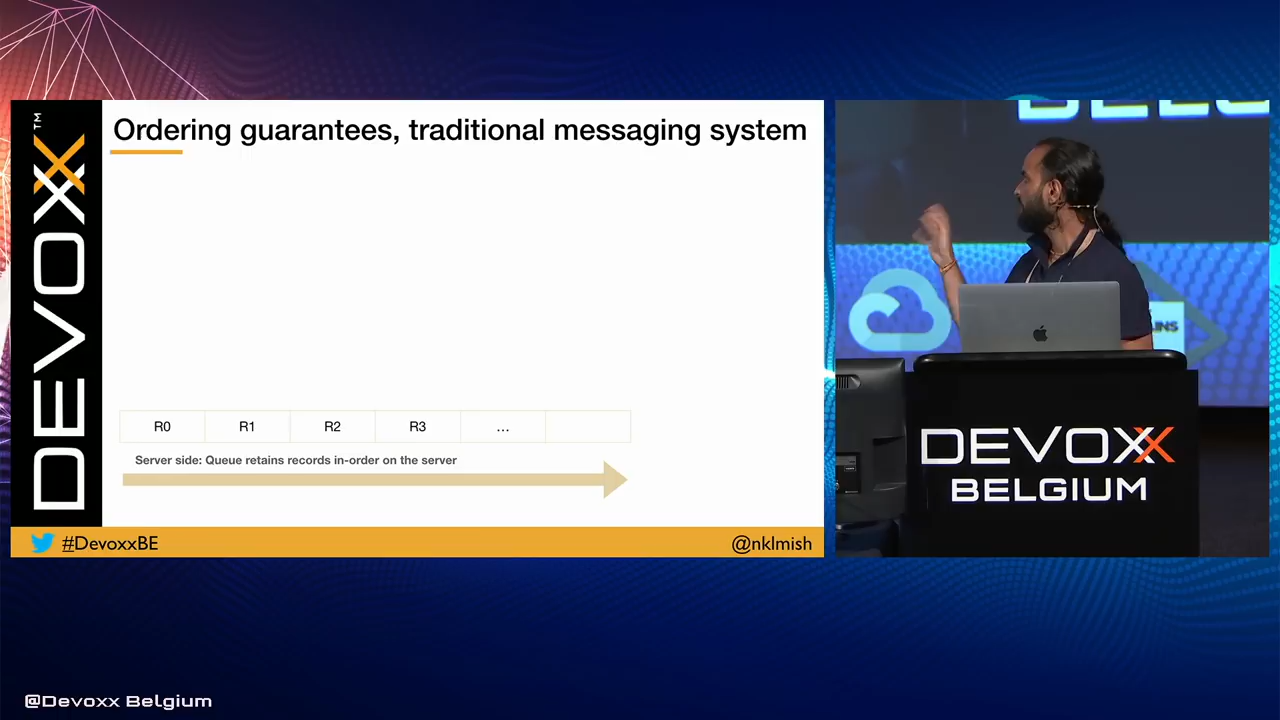 DEVOXX™
Ordering guarantees, traditional messaging system
R0 R1 R2 R3 ...
Server side: Queue retains records in-order on the server
#DevoxxBE
@nklmish
DEVOXX
BELGIUM
@Devoxx Belgium